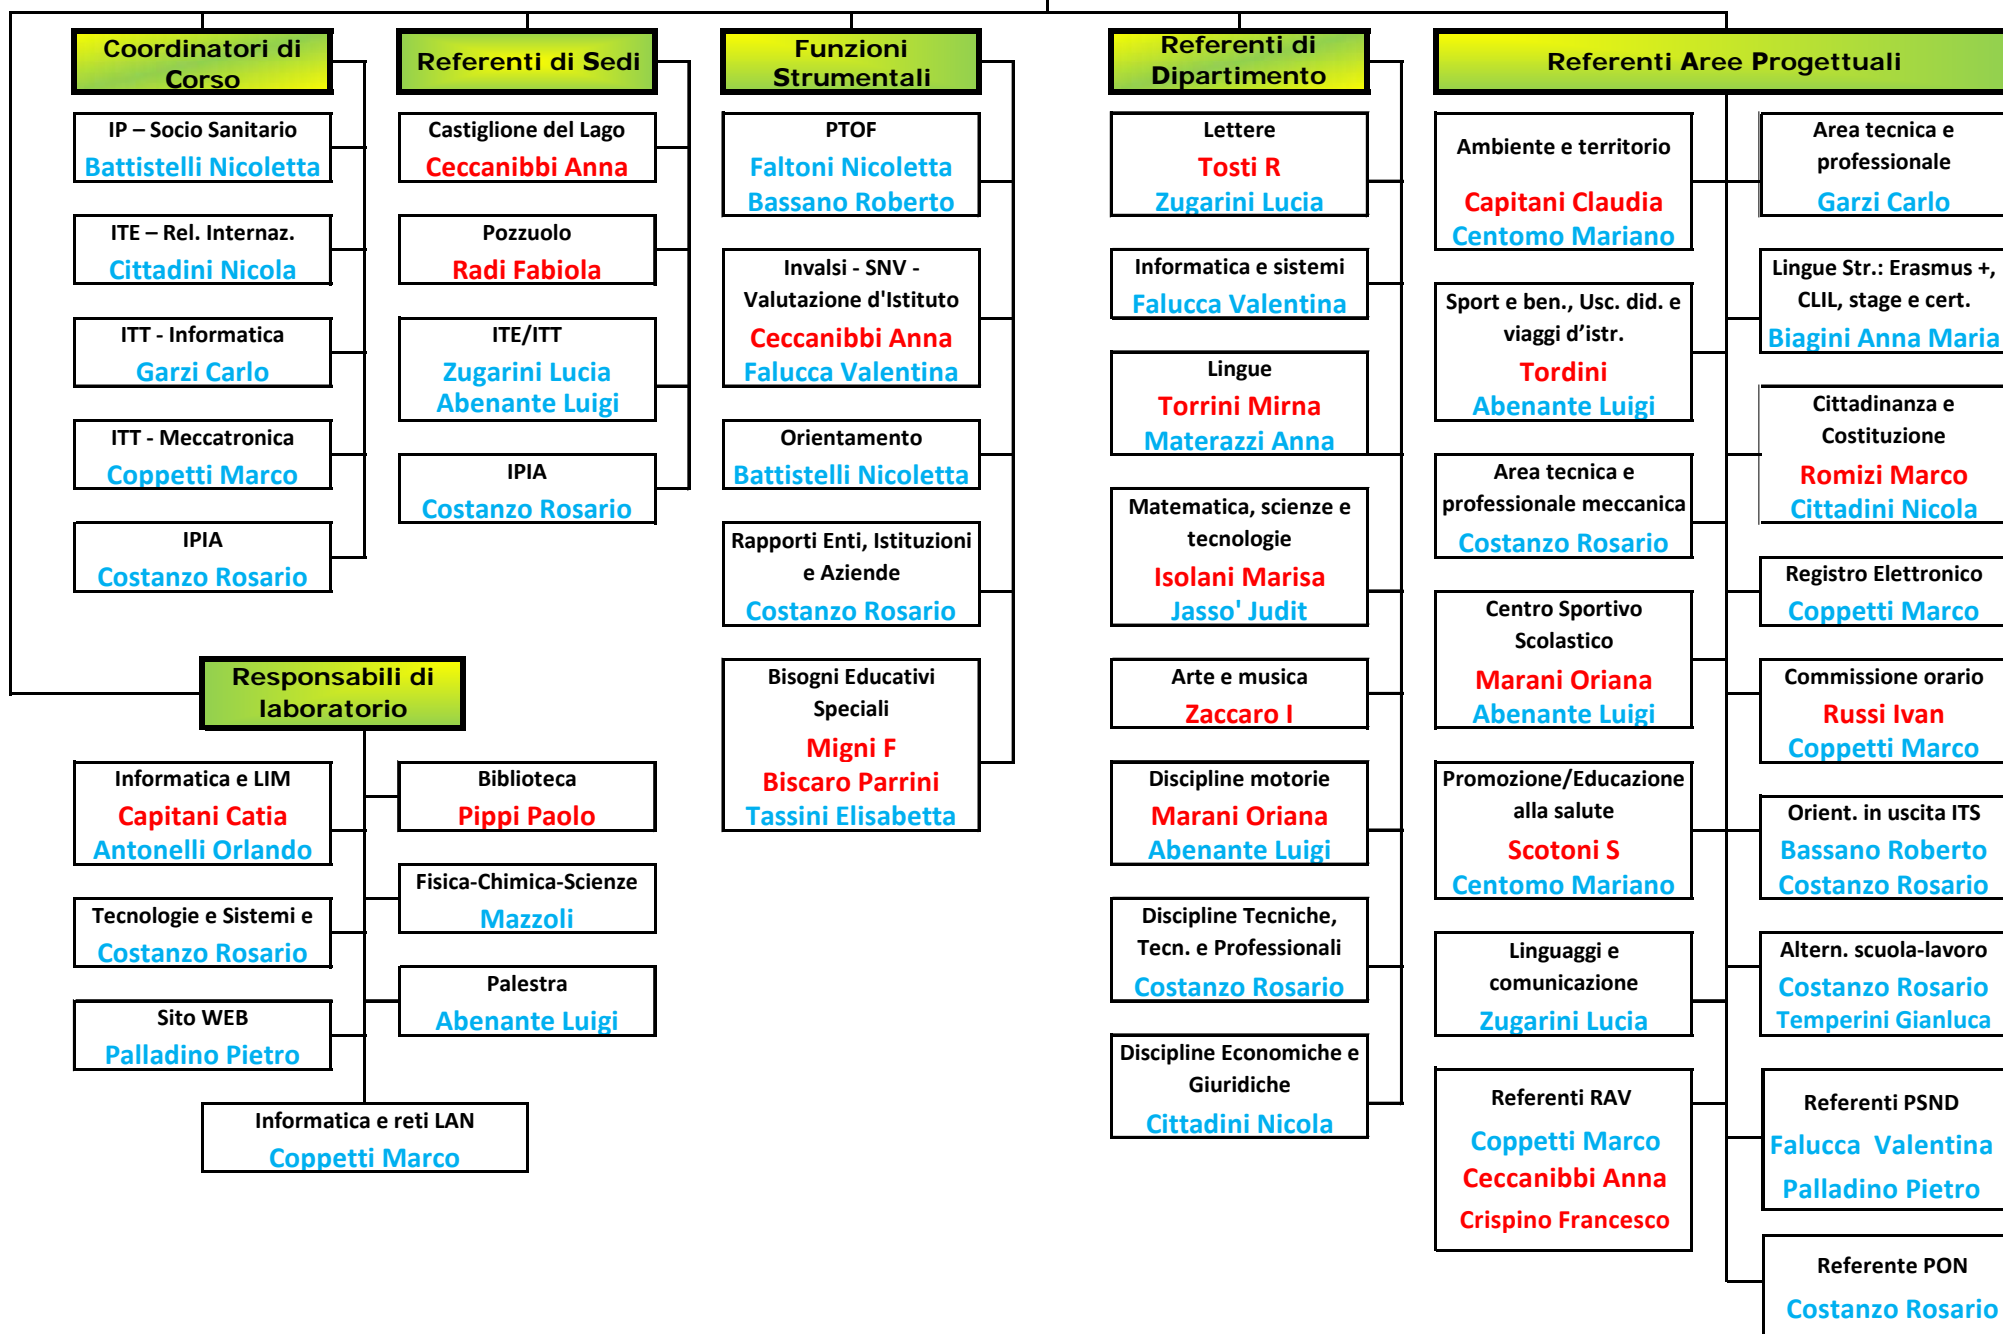 Coordinatori di
Corso
IP – Socio Sanitario
Battistelli Nicoletta
ITE – Rel. Internaz.
Cittadini Nicola
ITT - Informatica
Garzi Carlo
ITT - Meccatronica
Coppetti Marco
IPIA
Costanzo Rosario
Referenti di Sedi
Castiglione del Lago
Ceccanibbi Anna
Pozzuolo
Radi Fabiola
ITE/ITT
Zugarini Lucia
Abenante Luigi
IPIA
Costanzo Rosario
Funzioni
Strumentali
PTOF
Faltoni Nicoletta
Bassano Roberto
Invalsi - SNV -
Valutazione d'Istituto
Ceccanibbi Anna
Falucca Valentina
Orientamento
Battistelli Nicoletta
Rapporti Enti, Istituzioni
e Aziende
Costanzo Rosario
Bisogni Educativi
Speciali
Migni F
Biscaro Parrini
Tassini Elisabetta
Responsabili di
laboratorio
Informatica e LIM
Capitani Catia
Antonelli Orlando
Tecnologie e Sistemi e
Costanzo Rosario
Sito WEB
Palladino Pietro
Biblioteca
Pippi Paolo
Fisica-Chimica-Scienze
Mazzoli
Palestra
Abenante Luigi
Informatica e reti LAN
Coppetti Marco
Referenti di
Dipartimento
Lettere
Tosti R
Zugarini Lucia
Informatica e sistemi
Falucca Valentina
Lingue
Torrini Mirna
Materazzi Anna
Matematica, scienze e
tecnologie
Isolani Marisa
Jasso' Judit
Arte e musica
Zaccaro I
Discipline motorie
Marani Oriana
Abenante Luigi
Discipline Tecniche,
Tecn. e Professionali
Costanzo Rosario
Discipline Economiche e
Giuridiche
Cittadini Nicola
Referenti Aree Progettuali
Ambiente e territorio
Capitani Claudia
Centomo Mariano
Sport e ben., Usc. did. e
viaggi d’istr.
Tordini
Abenante Luigi
Area tecnica e
professionale meccanica
Costanzo Rosario
Centro Sportivo
Scolastico
Marani Oriana
Abenante Luigi
Promozione/Educazione
alla salute
Scotoni S
Centomo Mariano
Linguaggi e
comunicazione
Zugarini Lucia
Referenti RAV
Coppetti Marco
Ceccanibbi Anna
Crispino Francesco
Area tecnica e
professionale
Garzi Carlo
Lingue Str.: Erasmus +,
CLIL, stage e cert.
Biagini Anna Maria
Cittadinanza e
Costituzione
Romizi Marco
Cittadini Nicola
Registro Elettronico
Coppetti Marco
Commissione orario
Russi Ivan
Coppetti Marco
Orient. in uscita ITS
Bassano Roberto
Costanzo Rosario
Altern. scuola-lavoro
Costanzo Rosario
Temperini Gianluca
Referenti PSND
Falucca Valentina
Palladino Pietro
Referente PON
Costanzo Rosario